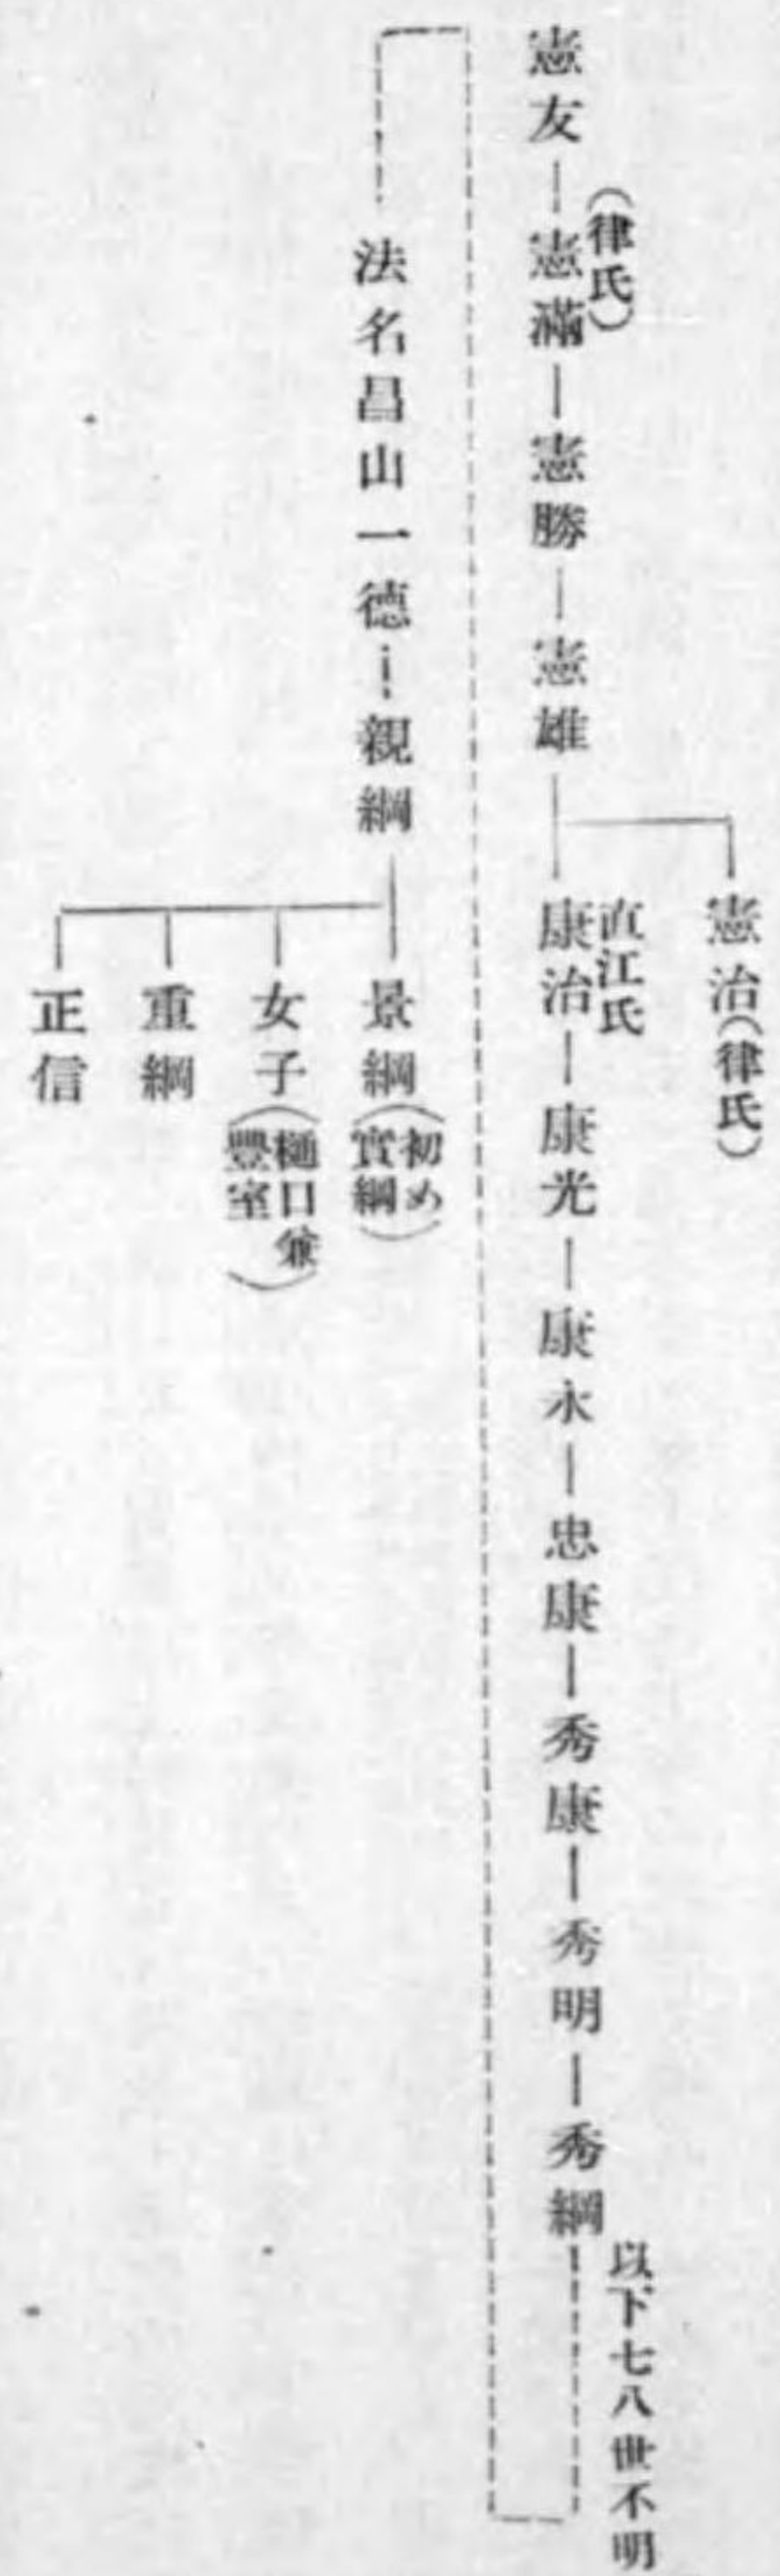 憲治(律氏)
憲友―憲滿―憲勝―憲雄―康治―康光―康永―忠康―秀康―秀明―秀綱
(律氏)
直江氏
以下七八世不明
法名昌山一德…親綱―景綱(初め實綱)
女子(樋口兼豐室)
重綱
正信